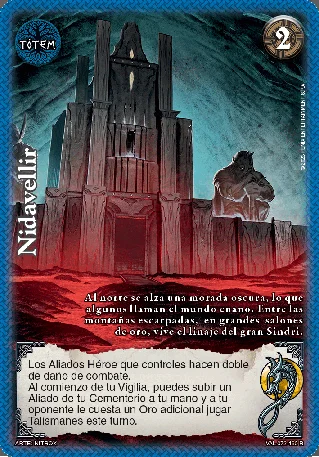 TÓTEM
2
Nidavellir
Al norte se alza una morada oscura, lo que
algunos llaman el mundo enano. Entre las
montañas escarpadas, en grandes salones
de oro, vive el linaje del gran Sindri.
Los Aliados Héroe que controles hacen doble
de daño de combate.
Al comienzo de tu Vigilia, puedes subir un
Aliado de tu Cementerio a tu mano y a tu
oponente le cuesta un Oro adicional jugar
Talismanes este turno.